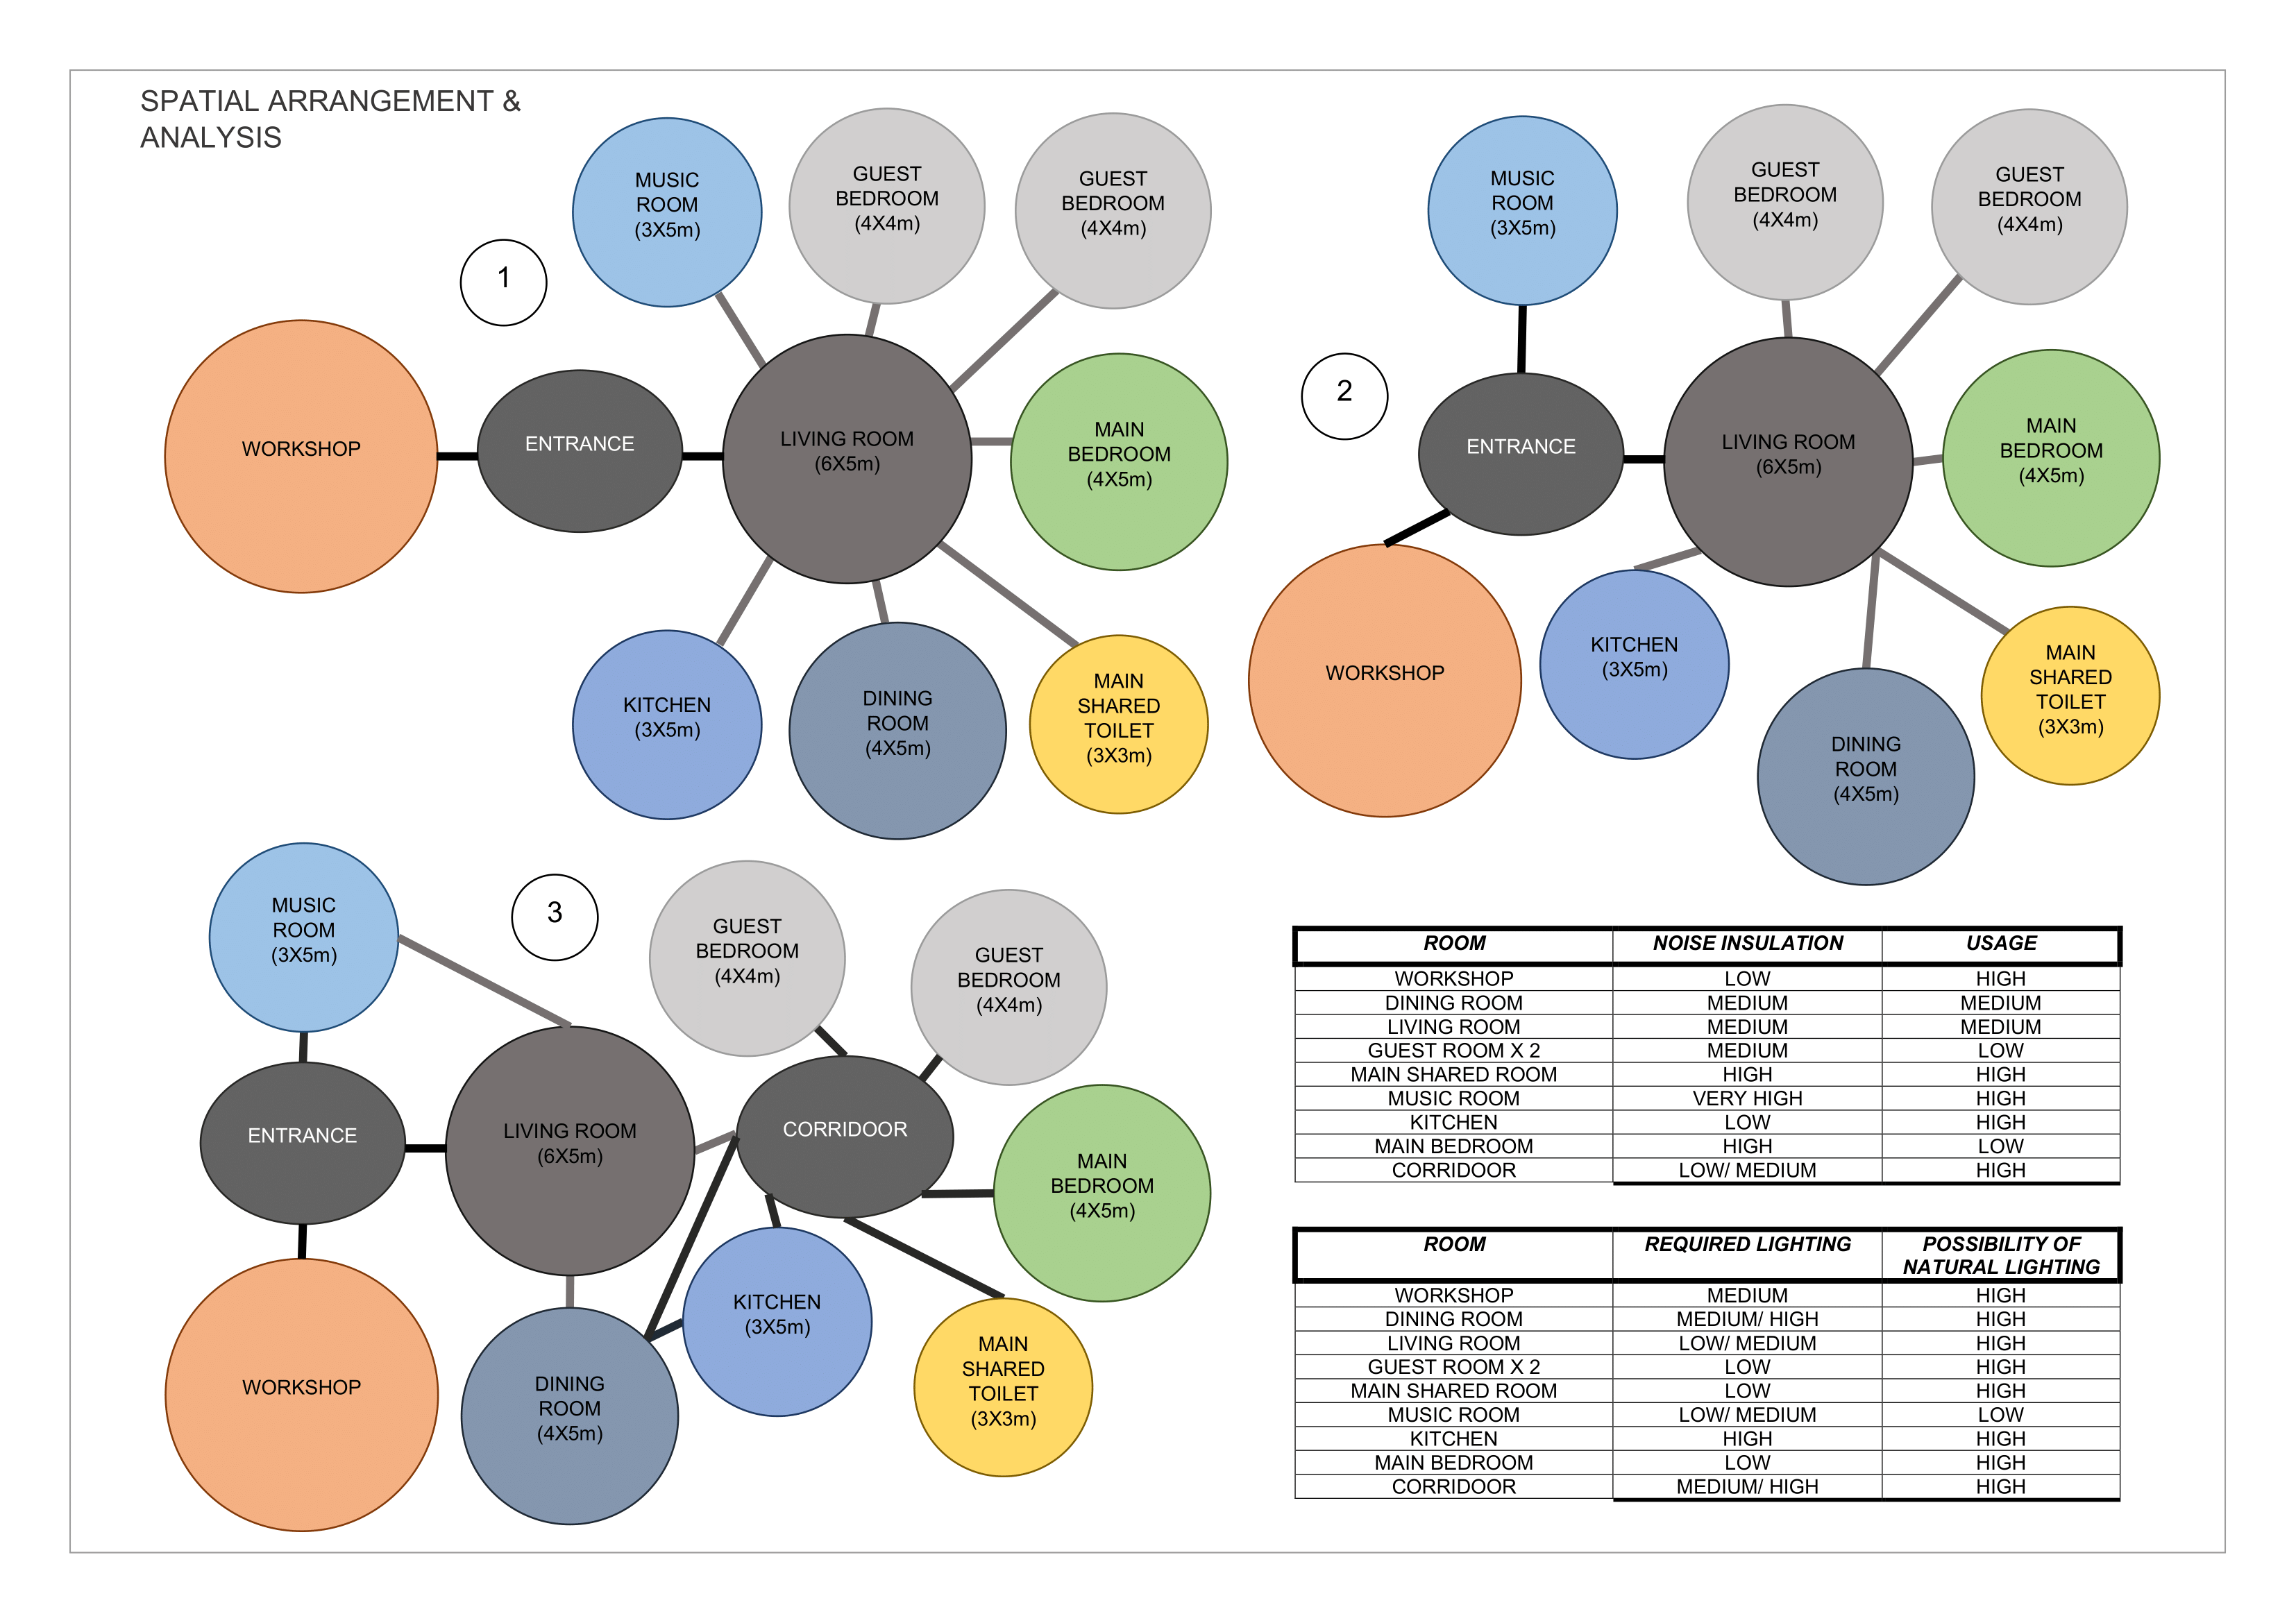 SPATIAL ARRANGEMENT &
ANALYSIS
1
MUSIC
ROOM
(3X5m)
GUEST
BEDROOM
(4X4m)
GUEST
BEDROOM
(4X4m)
WORKSHOP
ENTRANCE
LIVING ROOM
(6X5m)
MAIN
BEDROOM
(4X5m)
KITCHEN
(3X5m)
DINING
ROOM
(4X5m)
MAIN
SHARED
TOILET
(3X3m)
2
MUSIC
ROOM
(3X5m)
GUEST
BEDROOM
(4X4m)
GUEST
BEDROOM
(4X4m)
ENTRANCE
LIVING ROOM
(6X5m)
MAIN
BEDROOM
(4X5m)
WORKSHOP
KITCHEN
(3X5m)
DINING
ROOM
(4X5m)
MAIN
SHARED
TOILET
(3X3m)
3
MUSIC
ROOM
(3X5m)
GUEST
BEDROOM
(4X4m)
GUEST
BEDROOM
(4X4m)
ENTRANCE
LIVING ROOM
(6X5m)
CORRIDOOR
MAIN
BEDROOM
(4X5m)
WORKSHOP
DINING
ROOM
(4X5m)
KITCHEN
(3X5m)
MAIN
SHARED
TOILET
(3X3m)
ROOM NOISE INSULATION USAGE
WORKSHOP LOW HIGH
DINING ROOM MEDIUM MEDIUM
LIVING ROOM MEDIUM MEDIUM
GUEST ROOM X 2 MEDIUM LOW
MAIN SHARED ROOM HIGH HIGH
MUSIC ROOM VERY HIGH HIGH
KITCHEN LOW HIGH
MAIN BEDROOM HIGH LOW
CORRIDOOR LOW/ MEDIUM HIGH
ROOM REQUIRED LIGHTING POSSIBILITY OF
NATURAL LIGHTING
WORKSHOP MEDIUM HIGH
DINING ROOM MEDIUM/ HIGH HIGH
LIVING ROOM LOW/ MEDIUM HIGH
GUEST ROOM X 2 LOW HIGH
MAIN SHARED ROOM LOW HIGH
MUSIC ROOM LOW/ MEDIUM LOW
KITCHEN HIGH HIGH
MAIN BEDROOM LOW HIGH
CORRIDOOR MEDIUM/ HIGH HIGH